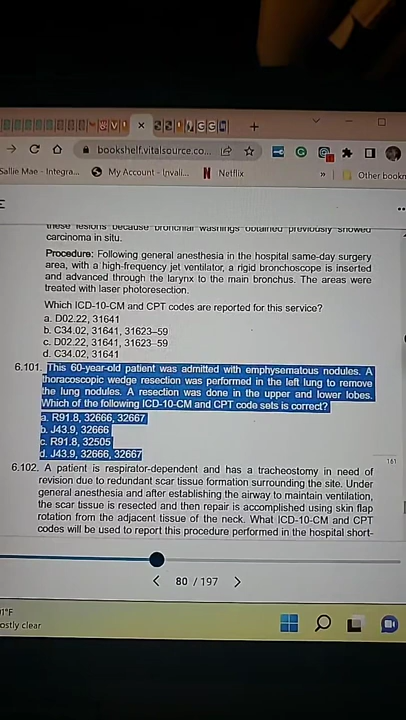 bookshelf.vitalsource.co...
Sallie Mae - Integra...
My Account - Invali...
N
Netflix
»
Other bookm
these lesions because bronchial washings obtained previously showed
carcinoma in situ.
Procedure: Following general anesthesia in the hospital same-day surgery
area, with a high-frequency jet ventilator, a rigid bronchoscope is inserted
and advanced through the larynx to the main bronchus. The areas were
treated with laser photoresection.
Which ICD-10-CM and CPT codes are reported for this service?
a. D02.22, 31641
b. C34.02, 31641, 31623–59
c. D02.22, 31641, 31623–59
d. C34.02, 31641
6.101. This 60-year-old patient was admitted with emphysematous nodules. A
thoracoscopic wedge resection was performed in the left lung to remove
the lung nodules. A resection was done in the upper and lower lobes.
Which of the following ICD-10-CM and CPT code sets is correct?
a. R91.8, 32666, 32667
b. J43.9, 32666
c. R91.8, 32505
d. J43.9, 32666, 32667
161
6.102. A patient is respirator-dependent and has a tracheostomy in need of
revision due to redundant scar tissue formation surrounding the site. Under
general anesthesia and after establishing the airway to maintain ventilation,
the scar tissue is resected and then repair is accomplished using skin flap
rotation from the adjacent tissue of the neck. What ICD-10-CM and CPT
codes will be used to report this procedure performed in the hospital short-
80 / 197
1°F
ostly clear